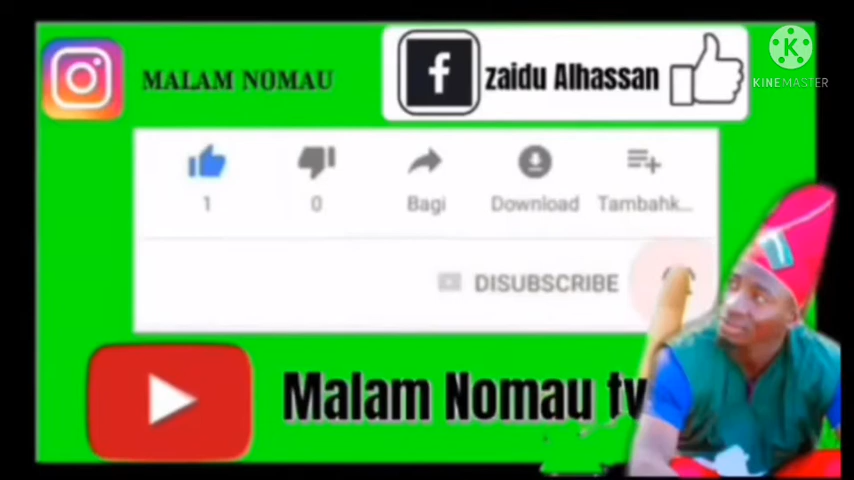 MALAM NOMAU
zaidu Alhassan
KINEMASTER
1
0
Bagi
Download
Tambahk...
DISUBSCRIBE
Malam Nomau tv